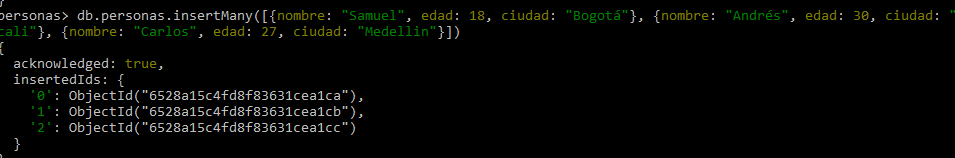 personas> db.personas.insertMany([{nombre: "Samuel", edad: 18, ciudad: "Bogotá"}, {nombre: "Andrés", edad: 30, ciudad: "
cali"}, {nombre: "Carlos", edad: 27, ciudad: "Medellin"}])
{
  acknowledged: true,
  insertedIds: {
    '0': ObjectId("6528a15c4fd8f83631cea1ca"),
    '1': ObjectId("6528a15c4fd8f83631cea1cb"),
    '2': ObjectId("6528a15c4fd8f83631cea1cc")
  }